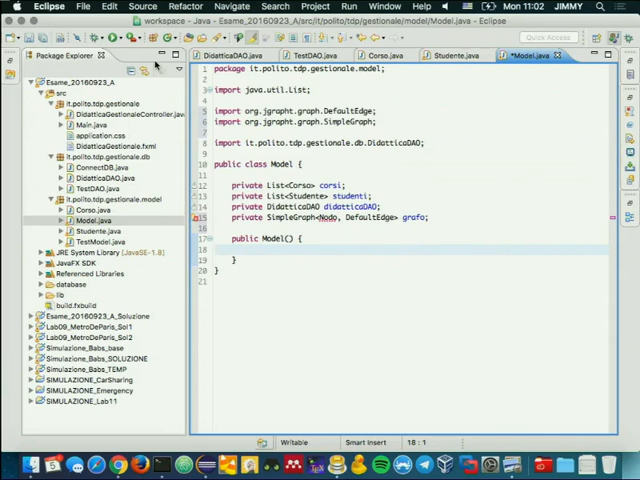 Eclipse File Edit Source Refactor Navigate Search Project Run Window Help Mon 11:02 JIMMY
workspace - Java - Esame_20160923_A/src/it/polito/tdp/gestionale/model/Model.java - Eclipse
Quick Access
Package Explorer
Esame_20160923_A
src
it.polito.tdp.gestionale
DidatticaGestionaleController.java
Main.java
application.css
DidatticaGestionale.fxml
it.polito.tdp.gestionale.db
ConnectDB.java
DidatticaDAO.java
TestDAO.java
it.polito.tdp.gestionale.model
Corso.java
Model.java
Studente.java
TestModel.java
JRE System Library [JavaSE-1.8]
JavaFX SDK
Referenced Libraries
database
lib
build.fxbuild
Esame_20160923_A_Soluzione
Lab09_MetroDeParis_Sol1
Lab09_MetroDeParis_Sol2
Simulazione_Babs_base
Simulazione_Babs_SOLUZIONE
Simulazione_Babs_TEMP
SIMULAZIONE_CarSharing
SIMULAZIONE_Emergency
SIMULAZIONE_Lab11
DidatticaDAO.java TestDAO.java Corso.java Studente.java *Model.java
1 package it.polito.tdp.gestionale.model;
2
3 import java.util.List;
4
5 import org.jgrapht.graph.DefaultEdge;
6 import org.jgrapht.graph.SimpleGraph;
7
8 import it.polito.tdp.gestionale.db.DidatticaDAO;
9
10 public class Model {
11
12 private List<Corso> corsi;
13 private List<Studente> studenti;
14 private DidatticaDAO didatticaDAO;
15 private SimpleGraph<Nodo, DefaultEdge> grafo;
16
17 public Model() {
18
19 }
20 }
21
Writable Smart Insert 18 : 1